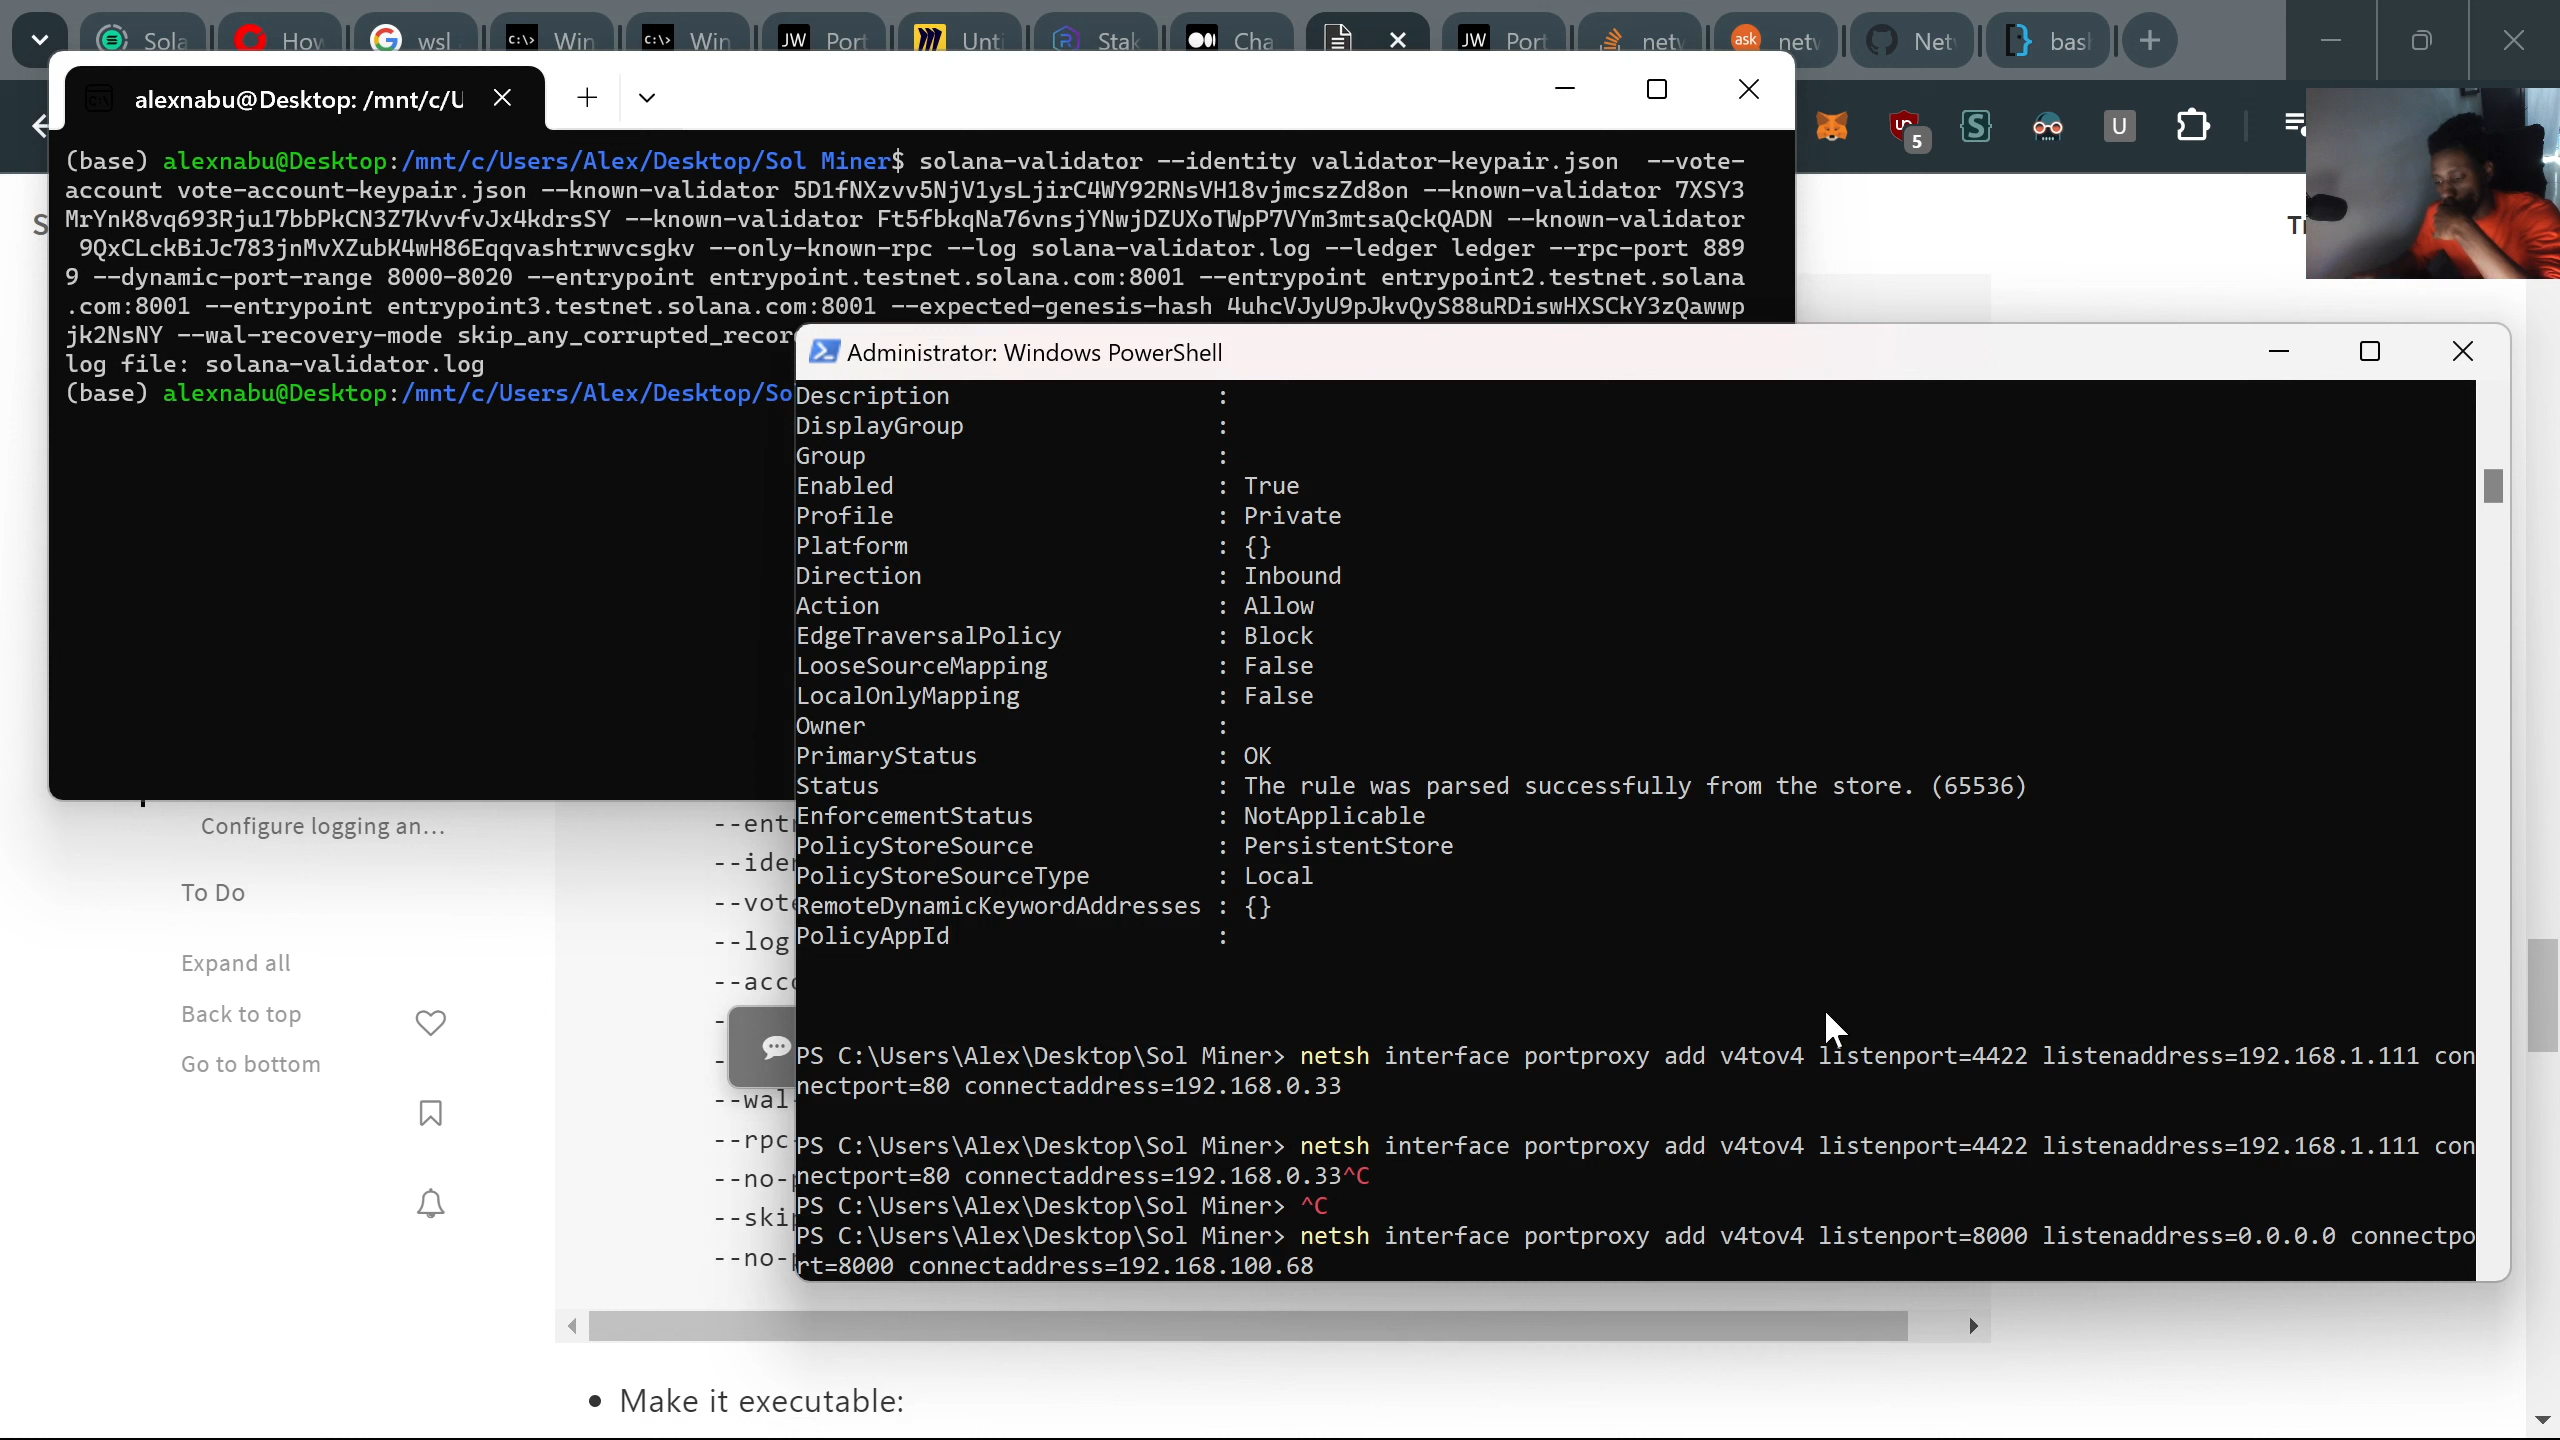 Sola
How
wsl
Win
Win
JW Port
Unti
Stak
Cha
JW Port
netv
ask netv
Net
bas
alexnabu@Desktop: /mnt/c/U
5
U
(base) alexnabu@Desktop:/mnt/c/Users/Alex/Desktop/Sol Miner$ solana-validator --identity validator-keypair.json  --vote-
account vote-account-keypair.json --known-validator 5D1fNXzvv5NjV1ysLjirC4WY92RNsVH18vjmcszZd8on --known-validator 7XSY3
MrYnK8vq693Rju17bbPkCN3Z7KvvfvJx4kdrsSY --known-validator Ft5fbkqNa76vnsjYNwjDZUXoTWpP7VYm3mtsaQckQADN --known-validator
9QxCLckBiJc783jnMvXZubK4wH86Eqqvashtrwvcsgkv --only-known-rpc --log solana-validator.log --ledger ledger --rpc-port 889
9 --dynamic-port-range 8000-8020 --entrypoint entrypoint.testnet.solana.com:8001 --entrypoint entrypoint2.testnet.solana
.com:8001 --entrypoint entrypoint3.testnet.solana.com:8001 --expected-genesis-hash 4uhcVJyU9pJkvQyS88uRDiswHXSCkY3zQawwp
jk2NsNY --wal-recovery-mode skip_any_corrupted_recor
log file: solana-validator.log
(base) alexnabu@Desktop:/mnt/c/Users/Alex/Desktop/So
Administrator: Windows PowerShell
Description :
DisplayGroup :
Group :
Enabled : True
Profile : Private
Platform : {}
Direction : Inbound
Action : Allow
EdgeTraversalPolicy : Block
LooseSourceMapping : False
LocalOnlyMapping : False
Owner :
PrimaryStatus : OK
Status : The rule was parsed successfully from the store. (65536)
EnforcementStatus : NotApplicable
PolicyStoreSource : PersistentStore
PolicyStoreSourceType : Local
RemoteDynamicKeywordAddresses : {}
PolicyAppId :
PS C:\Users\Alex\Desktop\Sol Miner> netsh interface portproxy add v4tov4 listenport=4422 listenaddress=192.168.1.111 con
nectport=80 connectaddress=192.168.0.33
PS C:\Users\Alex\Desktop\Sol Miner> netsh interface portproxy add v4tov4 listenport=4422 listenaddress=192.168.1.111 con
nectport=80 connectaddress=192.168.0.33^C
PS C:\Users\Alex\Desktop\Sol Miner> ^C
PS C:\Users\Alex\Desktop\Sol Miner> netsh interface portproxy add v4tov4 listenport=8000 listenaddress=0.0.0.0 connectpo
rt=8000 connectaddress=192.168.100.68
Configure logging an...
To Do
Expand all
Back to top
Go to bottom
--entr
--iden
--vote
--log
--acco
--wal-
--rpc-
--no-p
--skip
--no-p
Make it executable: